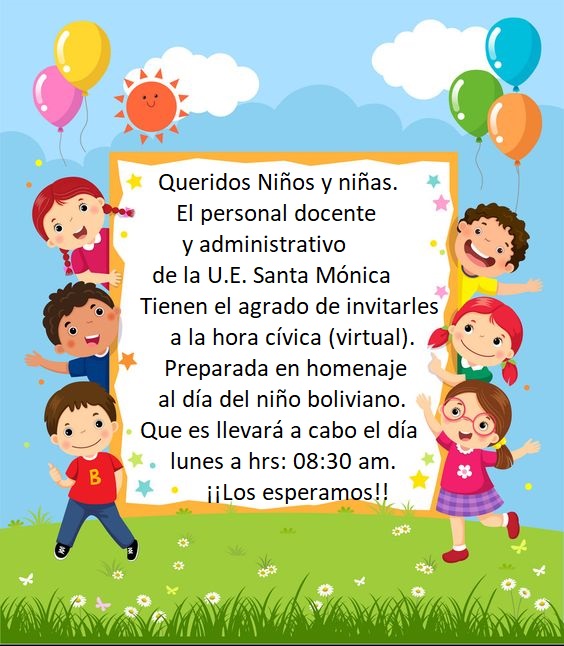 Queridos Niños y niñas.
El personal docente
y administrativo
de la U.E. Santa Mónica
Tienen el agrado de invitarles
a la hora cívica (virtual).
Preparada en homenaje
al día del niño boliviano.
Que es llevará a cabo el día
lunes a hrs: 08:30 am.
¡¡Los esperamos!!
B